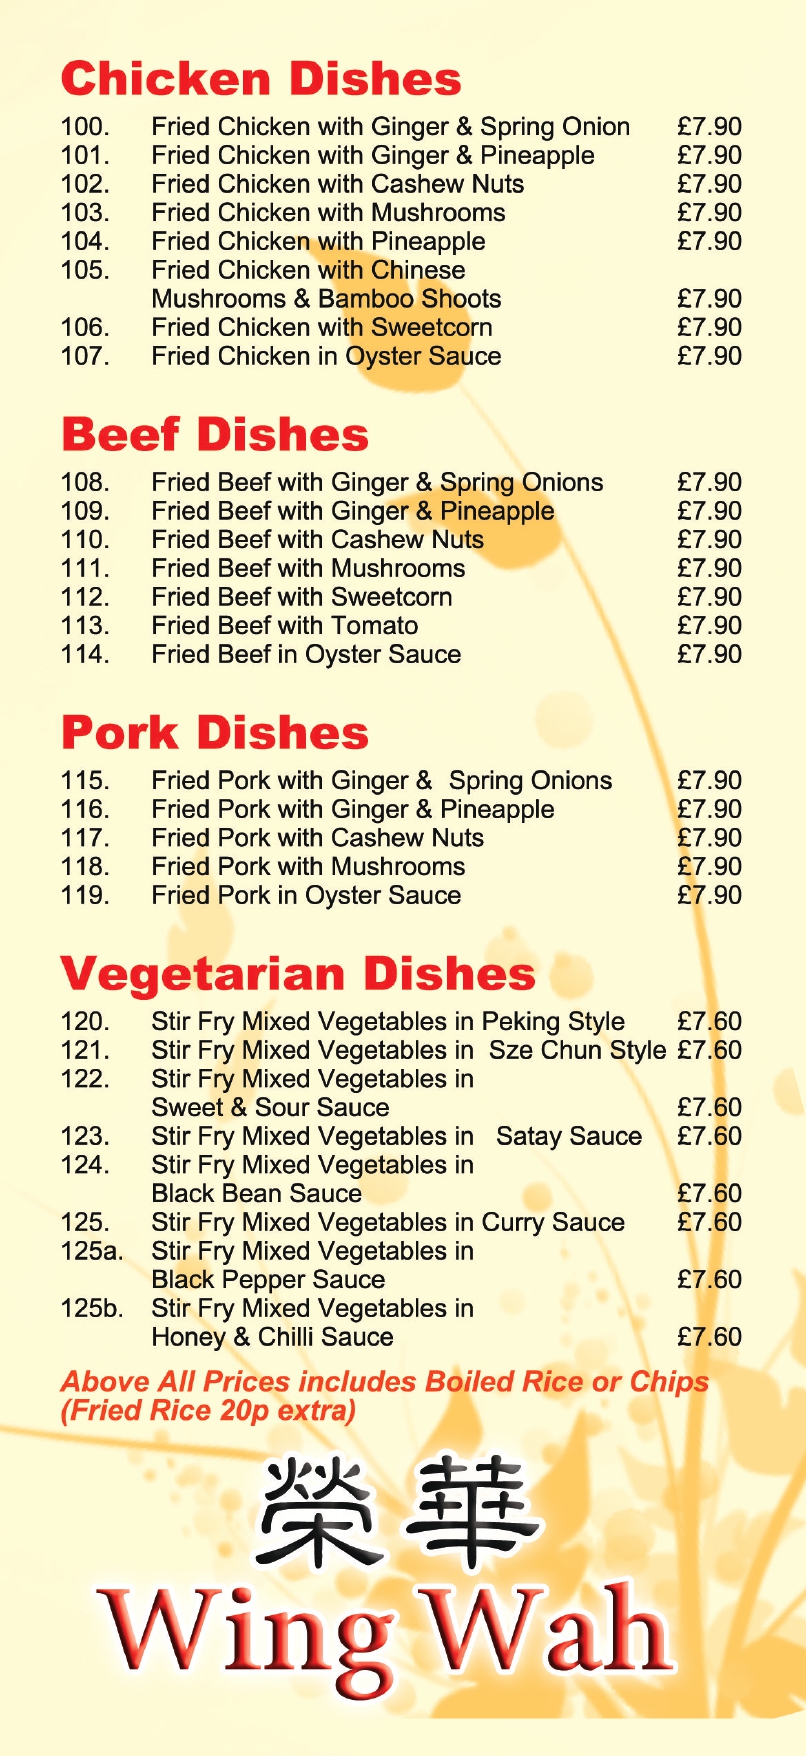 Chicken Dishes
100. Fried Chicken with Ginger & Spring Onion £7.90
101. Fried Chicken with Ginger & Pineapple £7.90
102. Fried Chicken with Cashew Nuts £7.90
103. Fried Chicken with Mushrooms £7.90
104. Fried Chicken with Pineapple £7.90
105. Fried Chicken with Chinese
Mushrooms & Bamboo Shoots £7.90
106. Fried Chicken with Sweetcorn £7.90
107. Fried Chicken in Oyster Sauce £7.90
Beef Dishes
108. Fried Beef with Ginger & Spring Onions £7.90
109. Fried Beef with Ginger & Pineapple £7.90
110. Fried Beef with Cashew Nuts £7.90
111. Fried Beef with Mushrooms £7.90
112. Fried Beef with Sweetcorn £7.90
113. Fried Beef with Tomato £7.90
114. Fried Beef in Oyster Sauce £7.90
Pork Dishes
115. Fried Pork with Ginger & Spring Onions £7.90
116. Fried Pork with Ginger & Pineapple £7.90
117. Fried Pork with Cashew Nuts £7.90
118. Fried Pork with Mushrooms £7.90
119. Fried Pork in Oyster Sauce £7.90
Vegetarian Dishes
120. Stir Fry Mixed Vegetables in Peking Style £7.60
121. Stir Fry Mixed Vegetables in Sze Chun Style £7.60
122. Stir Fry Mixed Vegetables in
Sweet & Sour Sauce £7.60
123. Stir Fry Mixed Vegetables in Satay Sauce £7.60
124. Stir Fry Mixed Vegetables in
Black Bean Sauce £7.60
125. Stir Fry Mixed Vegetables in Curry Sauce £7.60
125a. Stir Fry Mixed Vegetables in
Black Pepper Sauce £7.60
125b. Stir Fry Mixed Vegetables in
Honey & Chilli Sauce £7.60
Above All Prices includes Boiled Rice or Chips
(Fried Rice 20p extra)
榮華
Wing Wah